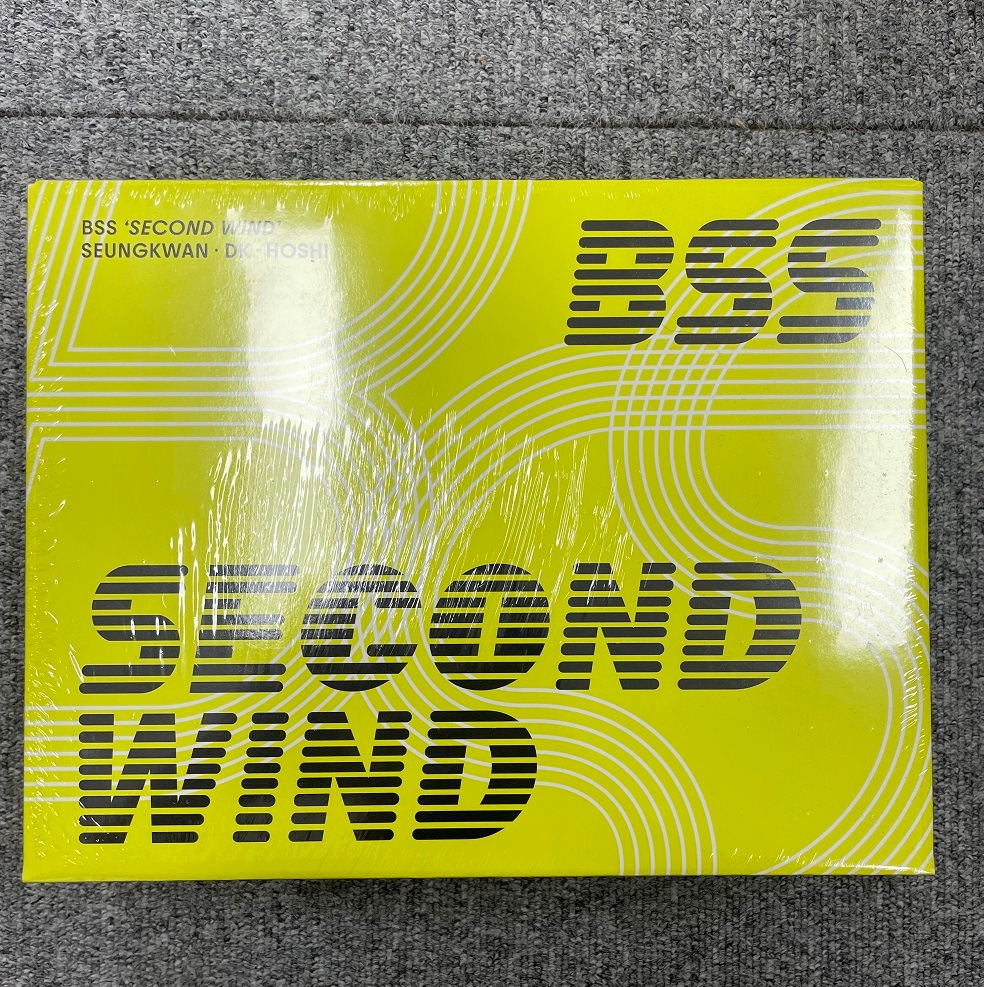 BSS ‘SECOND WIND’
SEUNGKWAN · DK · HOSHI
BSS
SECOND
WIND